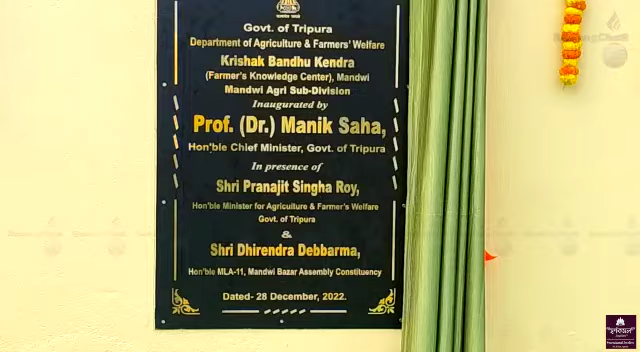 Govt. of Tripura
Department of Agriculture & Farmers' Welfare
Krishak Bandhu Kendra
(Farmer's Knowledge Center), Mandwi
Mandwi Agri Sub-Division
Inaugurated by
Prof. (Dr.) Manik Saha,
Hon'ble Chief Minister, Govt. of Tripura
In presence of
Shri Pranajit Singha Roy,
Hon'ble Minister for Agriculture & Farmer's Welfare
Govt. of Tripura
&
Shri Dhirendra Debbarma,
Hon'ble MLA-11, Mandwi Bazar Assembly Constituency
Dated- 28 December, 2022.